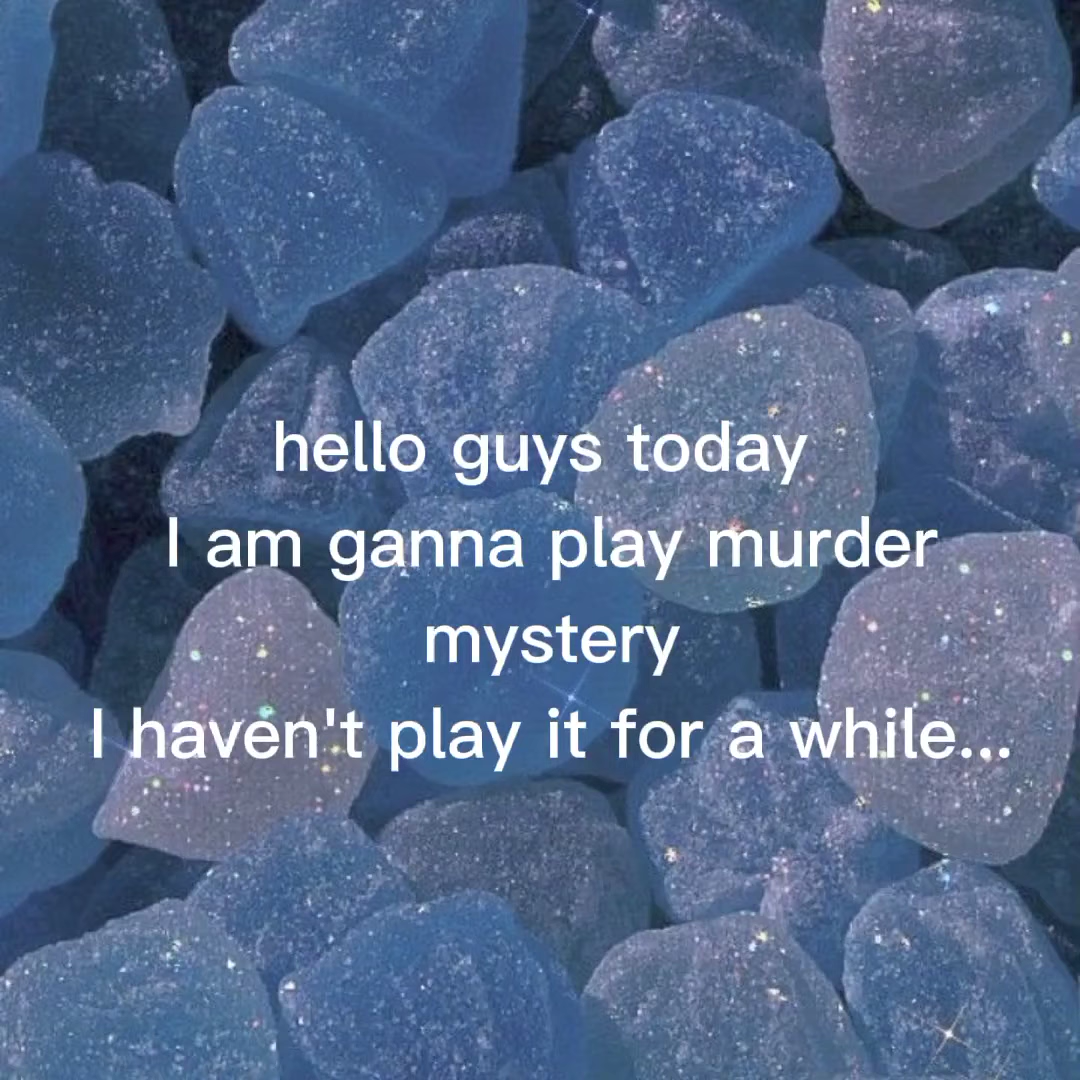 hello guys today
I am ganna play murder
mystery
I haven't play it for a while...